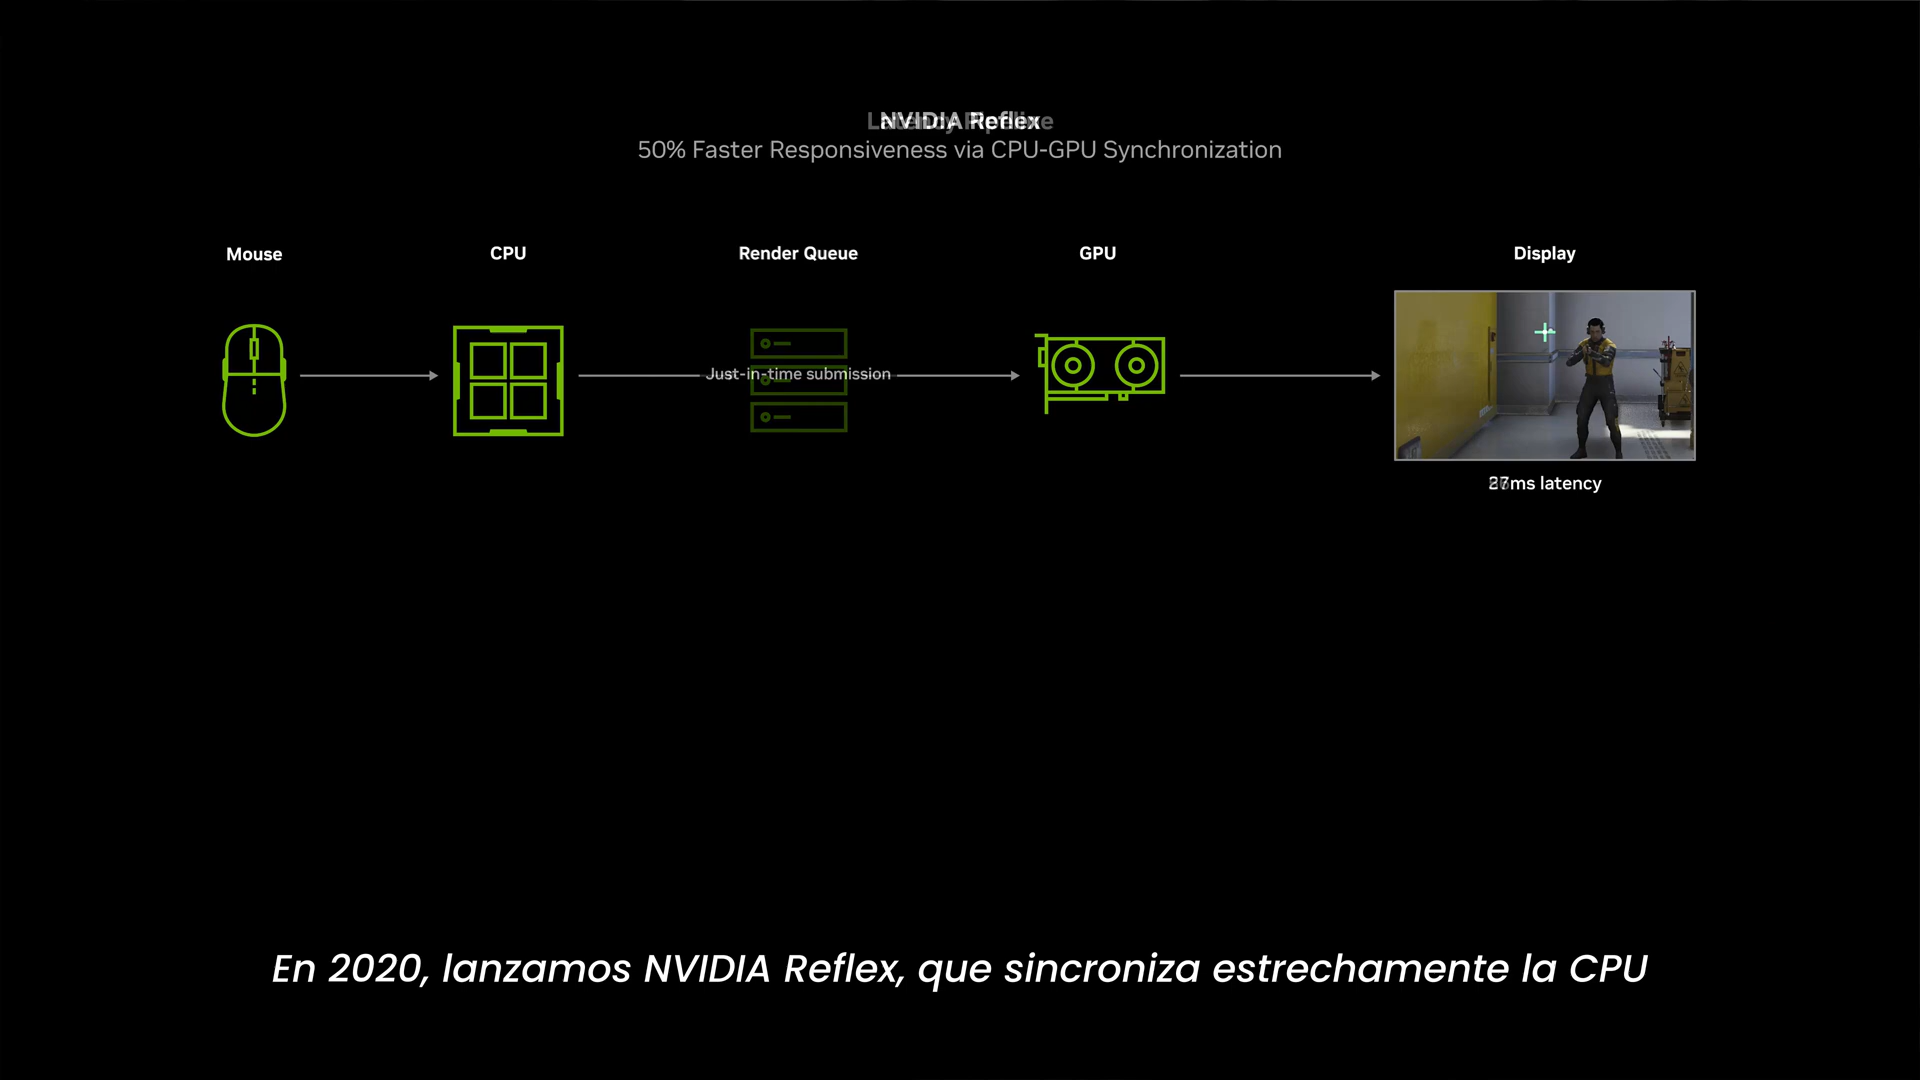 NVIDIA Reflex
50% Faster Responsiveness via CPU-GPU Synchronization
Mouse
CPU
Render Queue
GPU
Display
Just-in-time submission
27ms latency
En 2020, lanzamos NVIDIA Reflex, que sincroniza estrechamente la CPU